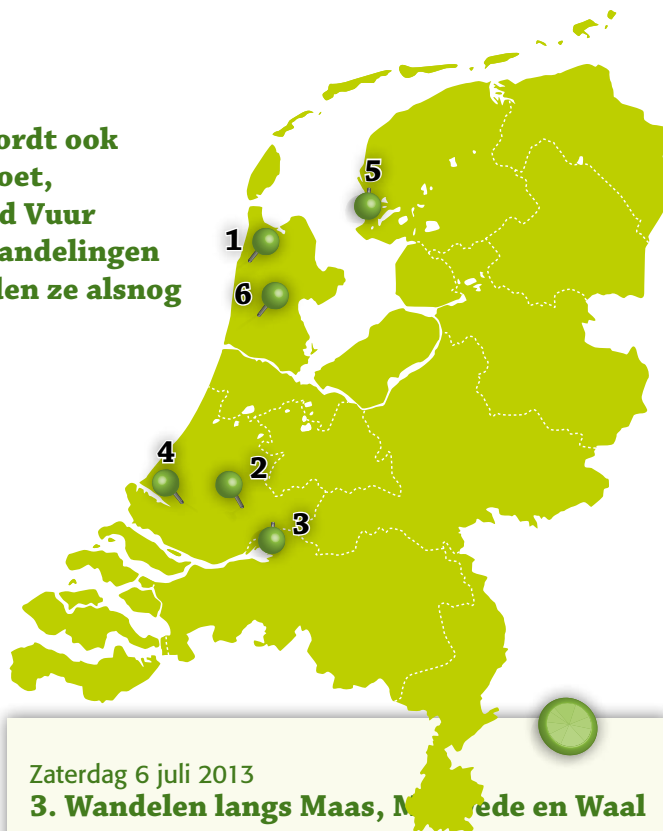 ordt ook
oet,
d Vuur
andelingen
len ze alsnog
5
1
6
4
2
3
Zaterdag 6 juli 2013
3. Wandelen langs Maas, M ede en Waal